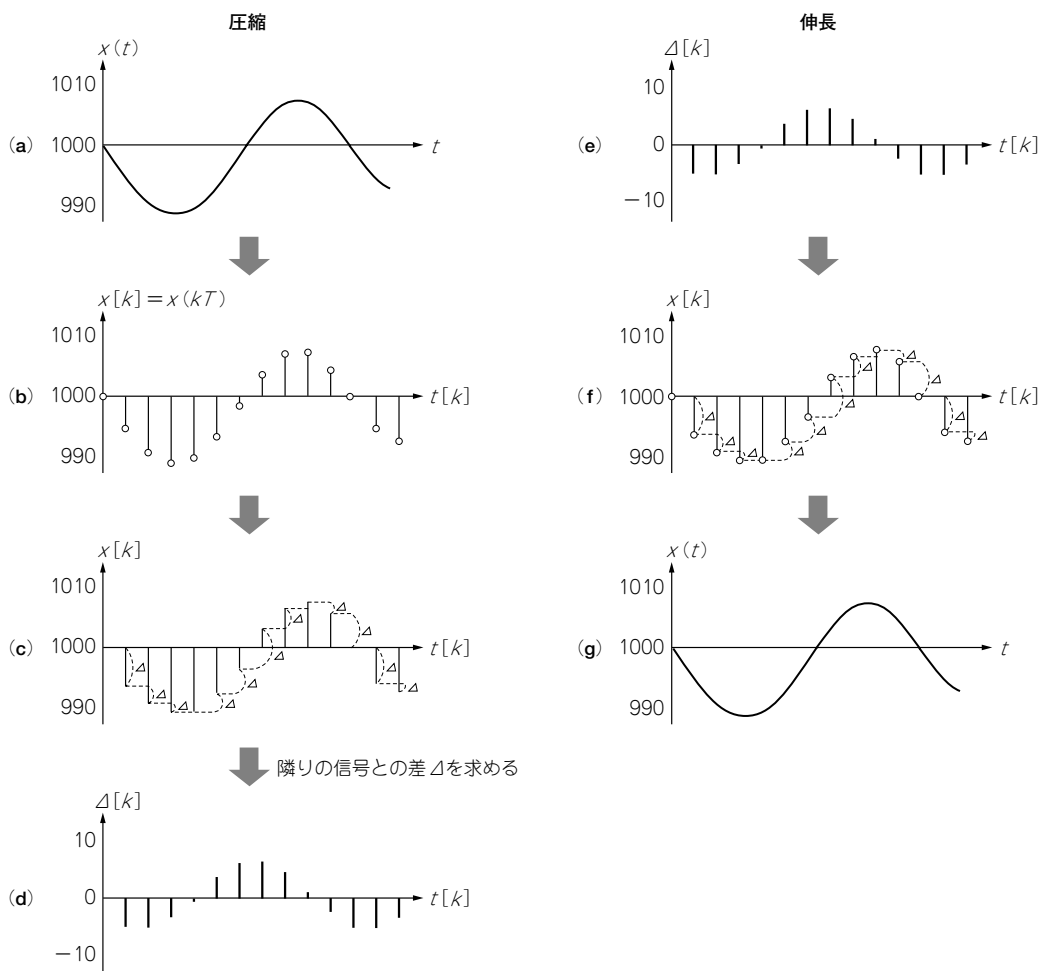 圧縮
x(t)
1010
(a) 1000
t
990
x[k]=x(kT)
1010
(b) 1000
t[k]
990
x[k]
1010
(c) 1000
t[k]
990
Δ Δ Δ Δ Δ Δ Δ Δ Δ Δ Δ
隣りの信号との差Δを求める
Δ[k]
10
(d) 0
t[k]
−10
伸長
Δ[k]
10
(e) 0
t[k]
−10
x[k]
1010
(f) 1000
t[k]
990
Δ Δ Δ Δ Δ Δ Δ Δ Δ Δ Δ
x(t)
1010
(g) 1000
t
990